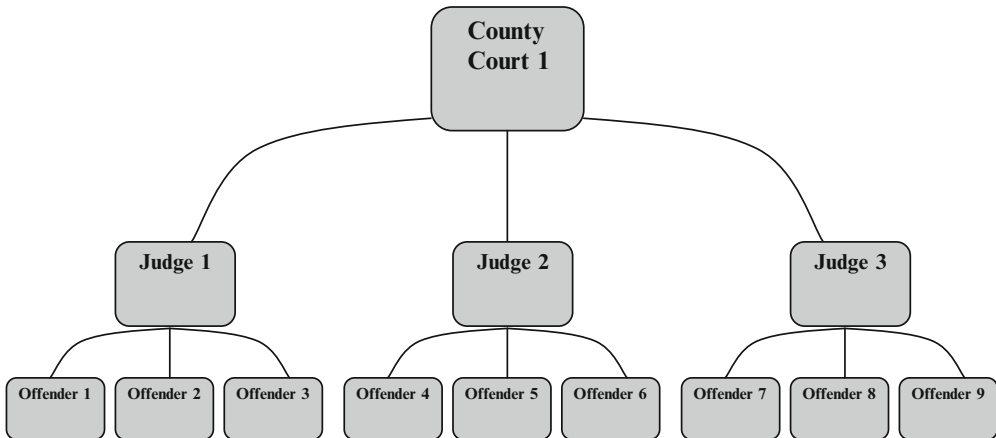 County
Court 1
Judge 1
Judge 2
Judge 3
Offender 1
Offender 2
Offender 3
Offender 4
Offender 5
Offender 6
Offender 7
Offender 8
Offender 9